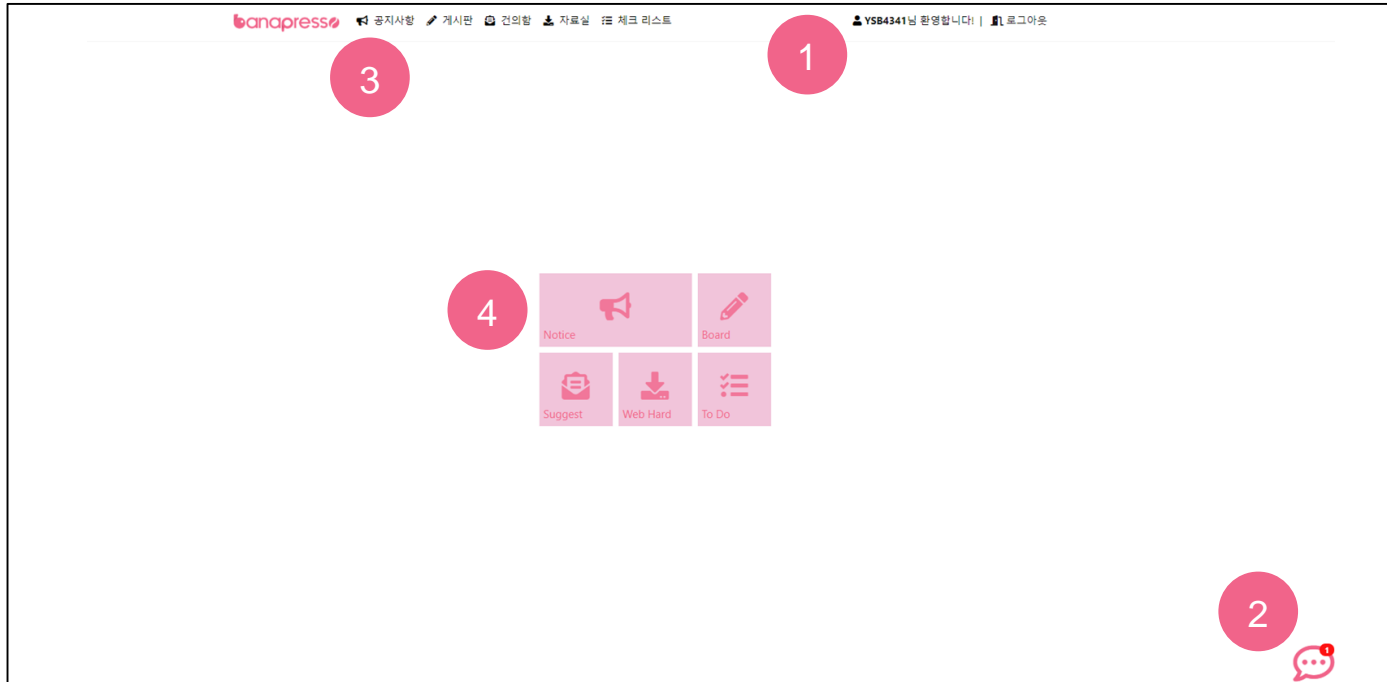 banapresso 공지사항 게시판 건의함 자료실 체크 리스트 YSB4341님 환영합니다! | 로그아웃
1
3
4
Notice
Board
Suggest
Web Hard
To Do
2
1